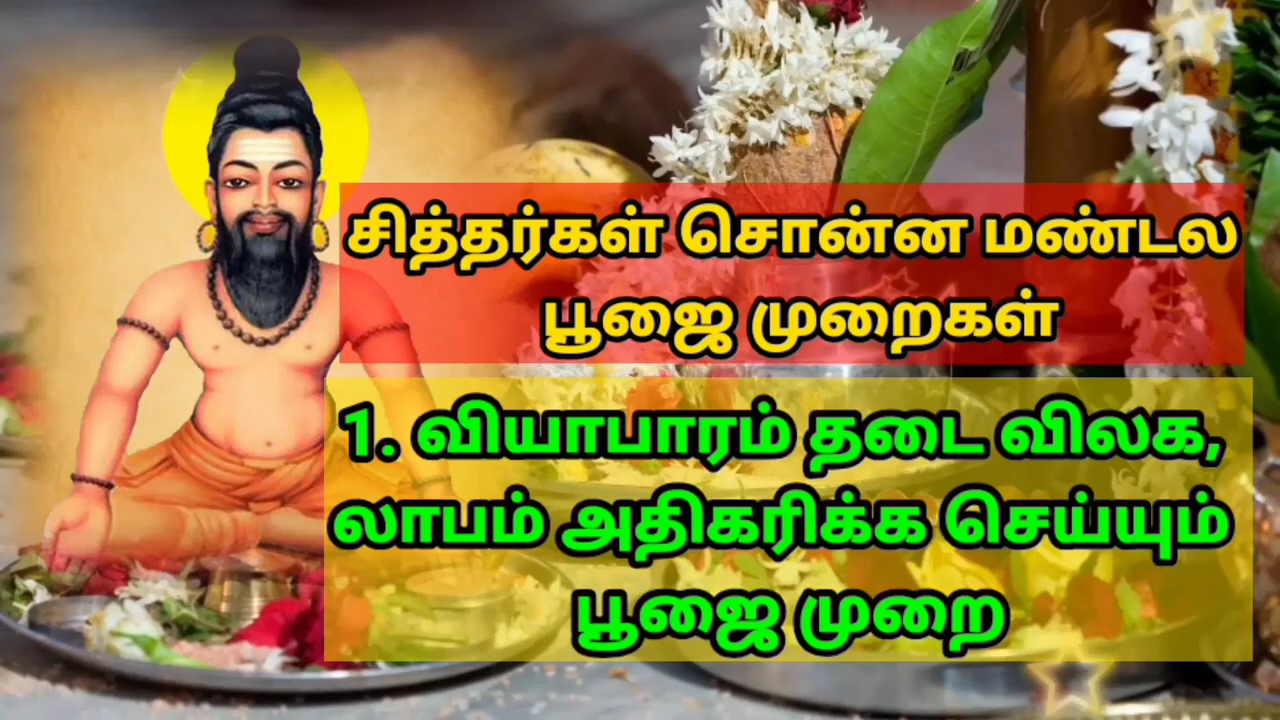 சித்தர்கள் சொன்ன மண்டல
பூஜை முறைகள்
1. வியாபாரம் தடை விலக,
லாபம் அதிகரிக்க செய்யும்
பூஜை முறை